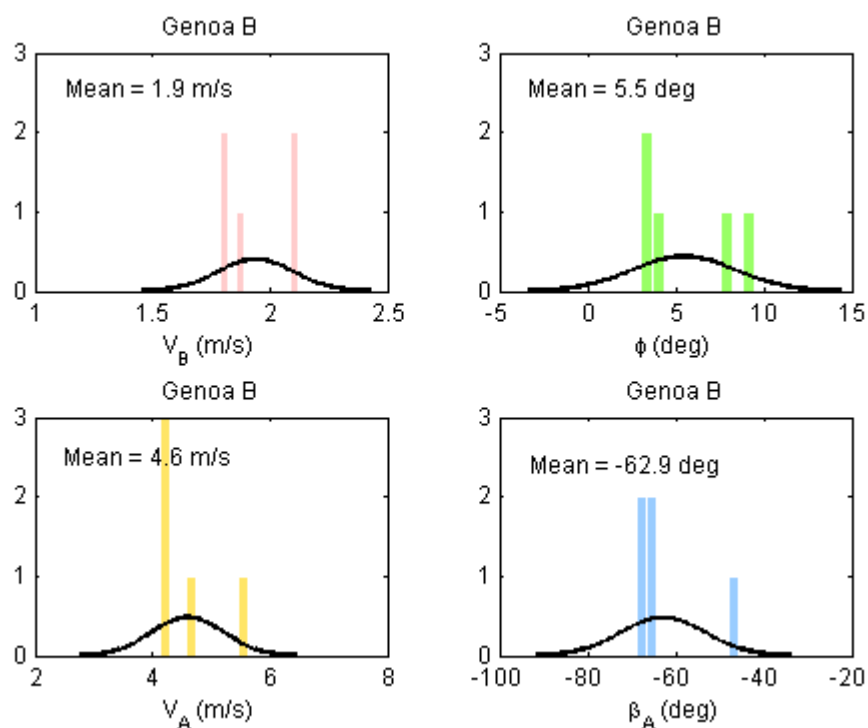 Genoa B
Mean = 1.9 m/s
3
2
1
0
1 1.5 2 2.5
V_B (m/s)
Genoa B
Mean = 5.5 deg
3
2
1
0
-5 0 5 10 15
ϕ (deg)
Genoa B
Mean = 4.6 m/s
3
2
1
0
2 4 6 8
V_A (m/s)
Genoa B
Mean = -62.9 deg
3
2
1
0
-100 -80 -60 -40 -20
β_A (deg)